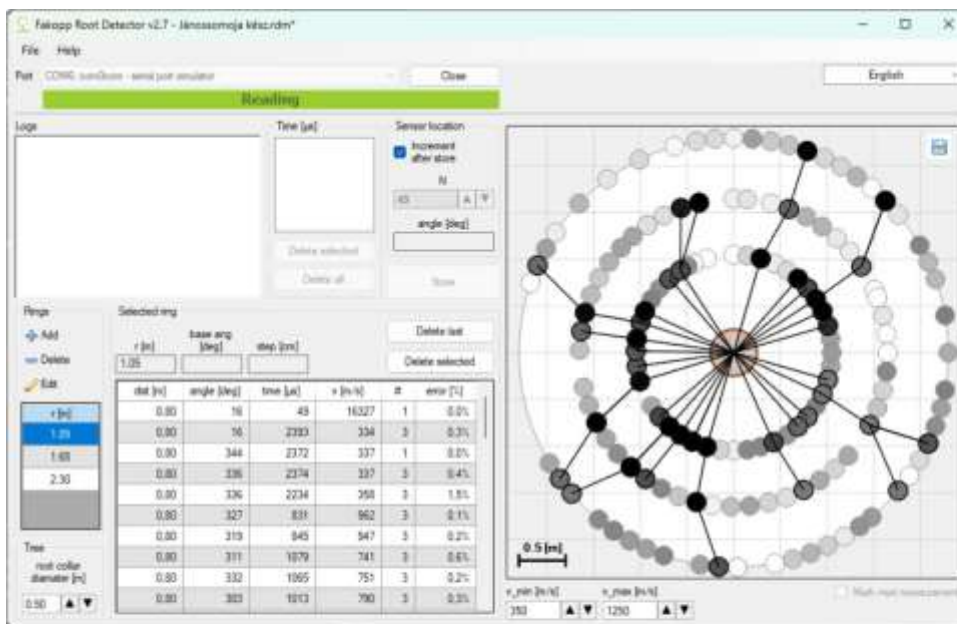 Fakopp Root Detector v2.7 - Jánossomoja kész.rdm*
File Help
Port Close English
Reading
Logs Time [µs] Sensor location
Increment after store
N
63
angle [deg]
Delete selected
Delete all Store
Rings
Add
Delete
Edit
r [m]
1.05
1.65
2.30
Selected ring
r [m] base ang [deg] step [cm]
1.05
Delete last
Delete selected
dist [m] angle [deg] time [µs] v [m/s] # error [%]
0.80 16 49 16327 1 0.0%
0.80 16 2393 334 3 0.3%
0.80 344 2372 337 1 0.0%
0.80 336 2374 337 3 0.4%
0.80 336 2234 358 3 1.5%
0.80 327 831 962 3 0.1%
0.80 319 845 947 3 0.2%
0.80 311 1079 741 3 0.6%
0.80 332 1065 751 3 0.2%
0.80 303 1013 790 3 0.3%
Tree
root collar
diameter [m]
0.50
0.5 [m]
v_min [m/s] v_max [m/s]
350 1250